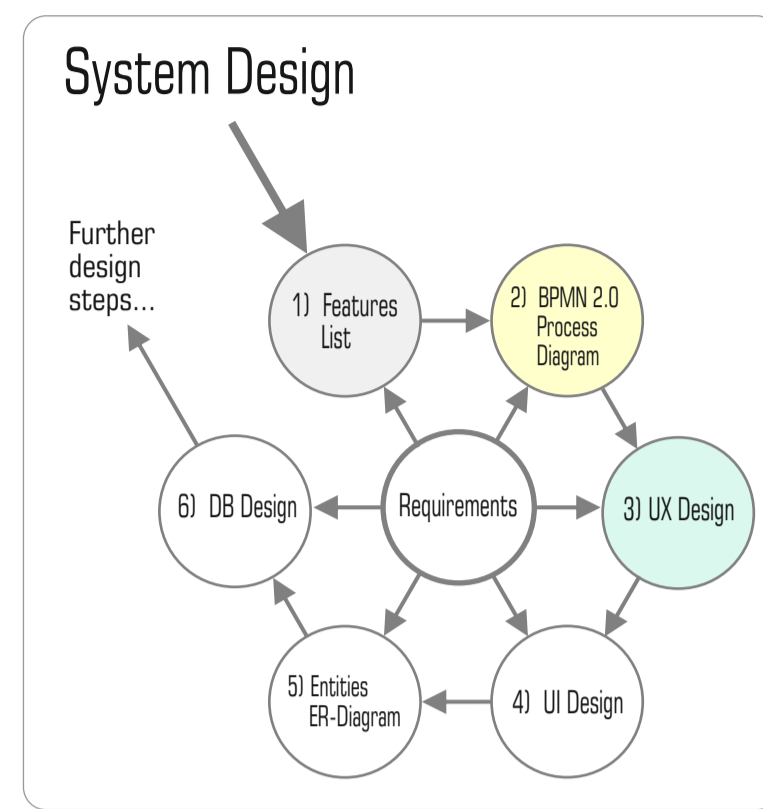 System Design
Further
design
steps...
1) Features
List
2) BPMN 2.0
Process
Diagram
6) DB Design
Requirements
3) UX Design
5) Entities
ER-Diagram
4) UI Design